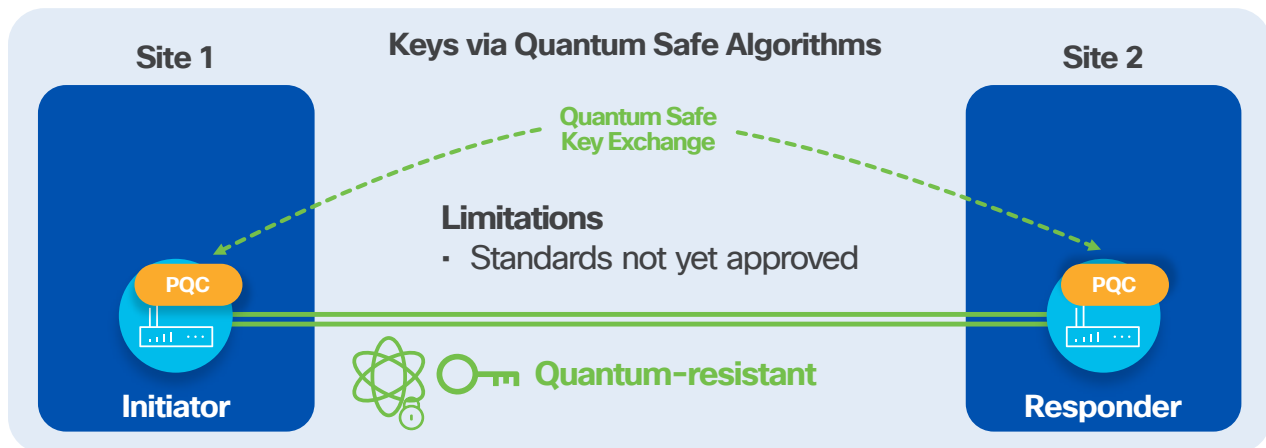 Keys via Quantum Safe Algorithms
Site 1
Site 2
Quantum Safe
Key Exchange
Limitations
· Standards not yet approved
PQC
PQC
Quantum-resistant
Initiator
Responder